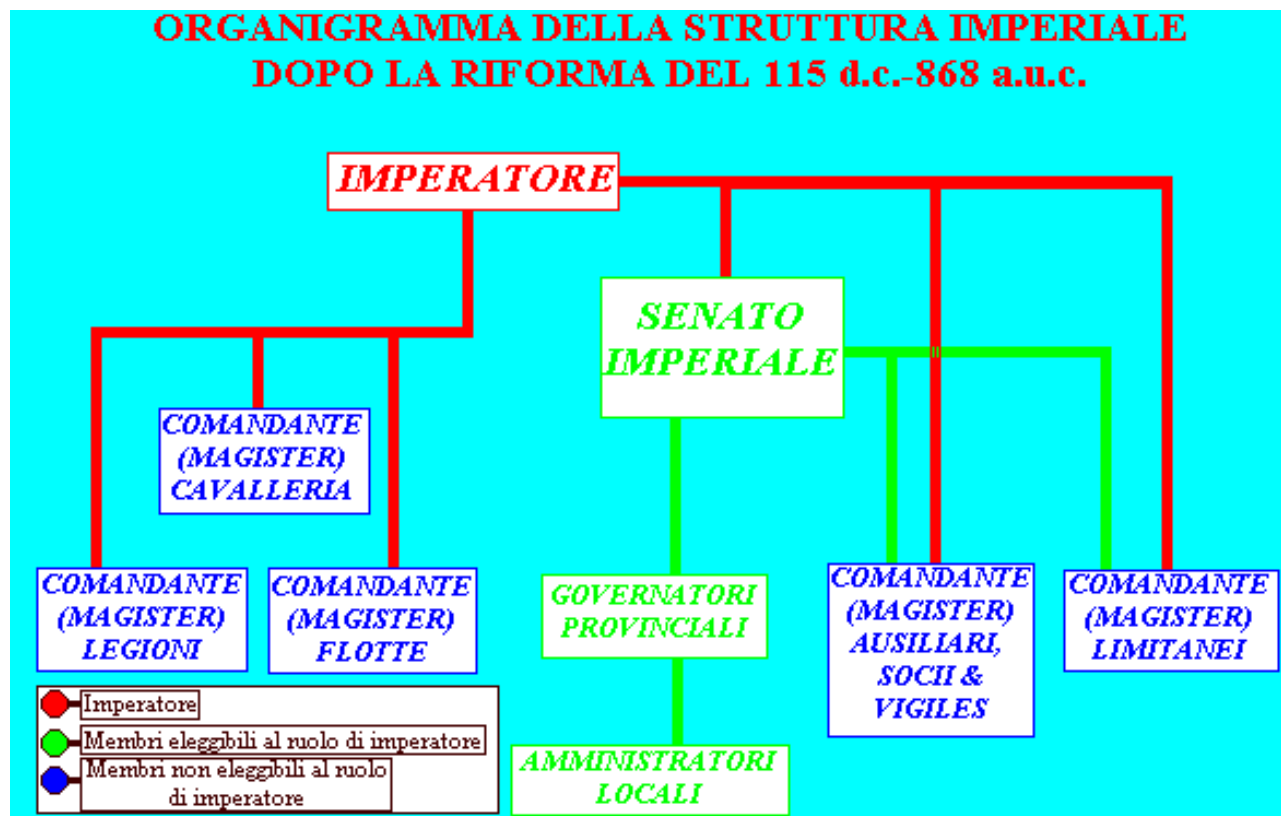 ORGANIGRAMMA DELLA STRUTTURA IMPERIALE
DOPO LA RIFORMA DEL 115 d.c.-868 a.u.c.
IMPERATORE
SENATO
IMPERIALE
COMANDANTE
(MAGISTER)
CAVALLERIA
COMANDANTE
(MAGISTER)
LEGIONI
COMANDANTE
(MAGISTER)
FLOTTE
GOVERNATORI
PROVINCIALI
COMANDANTE
(MAGISTER)
AUSILIARI,
SOCII &
VIGILES
COMANDANTE
(MAGISTER)
LIMITANEI
AMMINISTRATORI
LOCALI
Imperatore
Membri eleggibili al ruolo di imperatore
Membri non eleggibili al ruolo
di imperatore